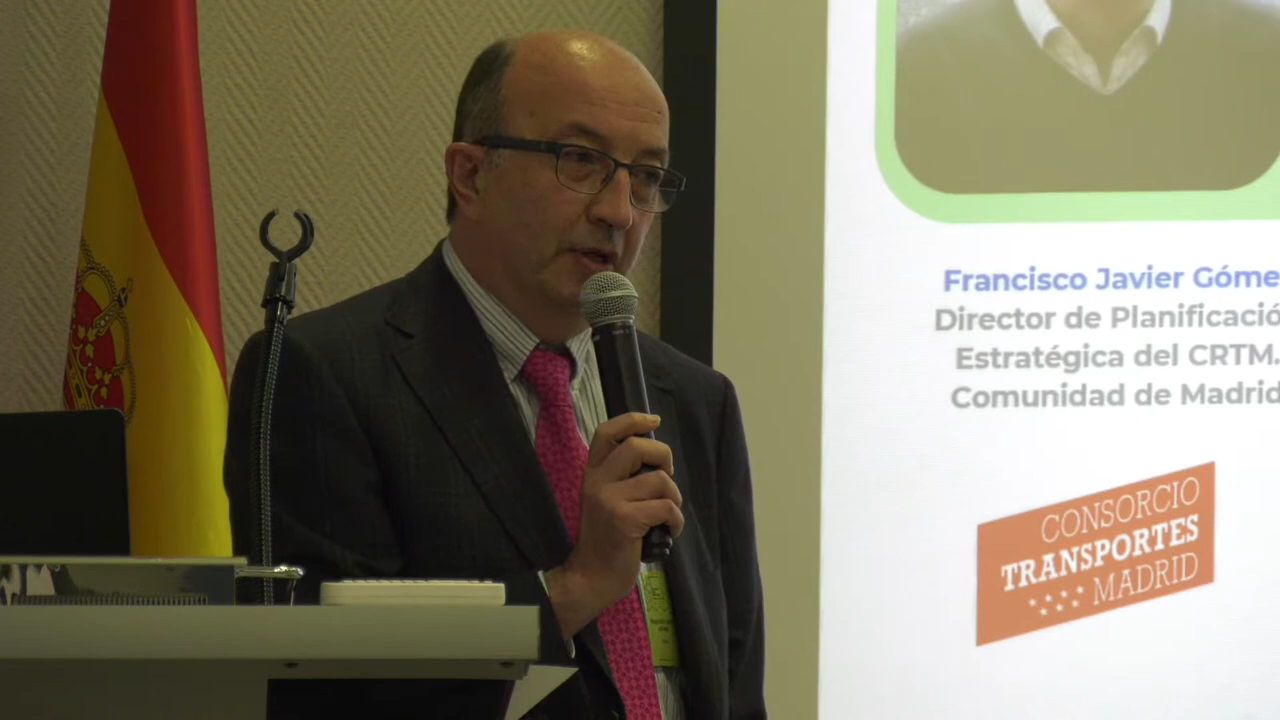 Francisco Javier Góme
Director de Planificació
Estratégica del CRTM.
Comunidad de Madrid
CONSORCIO
TRANSPORTES
MADRID